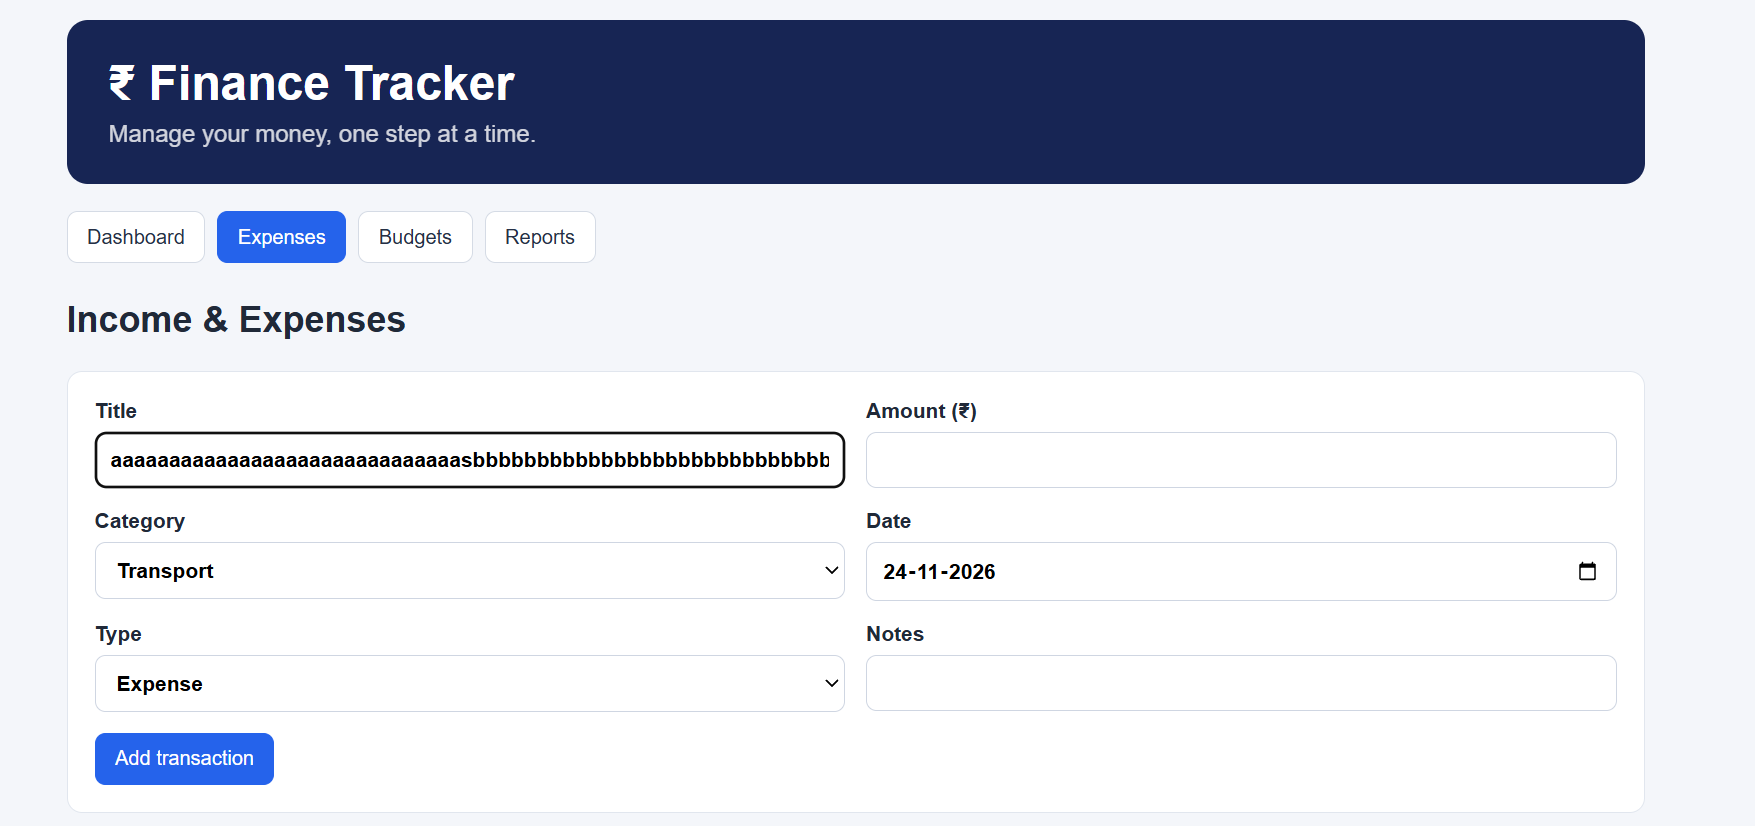 ₹ Finance Tracker
Manage your money, one step at a time.
Dashboard Expenses Budgets Reports
Income & Expenses
Title Amount (₹)
aaaaaaaaaaaaaaaaaaaaaaaaaaaaaasbbbbbbbbbbbbbbbbbbbbbbbbbbbb
Category Date
Transport 24-11-2026
Type Notes
Expense
Add transaction